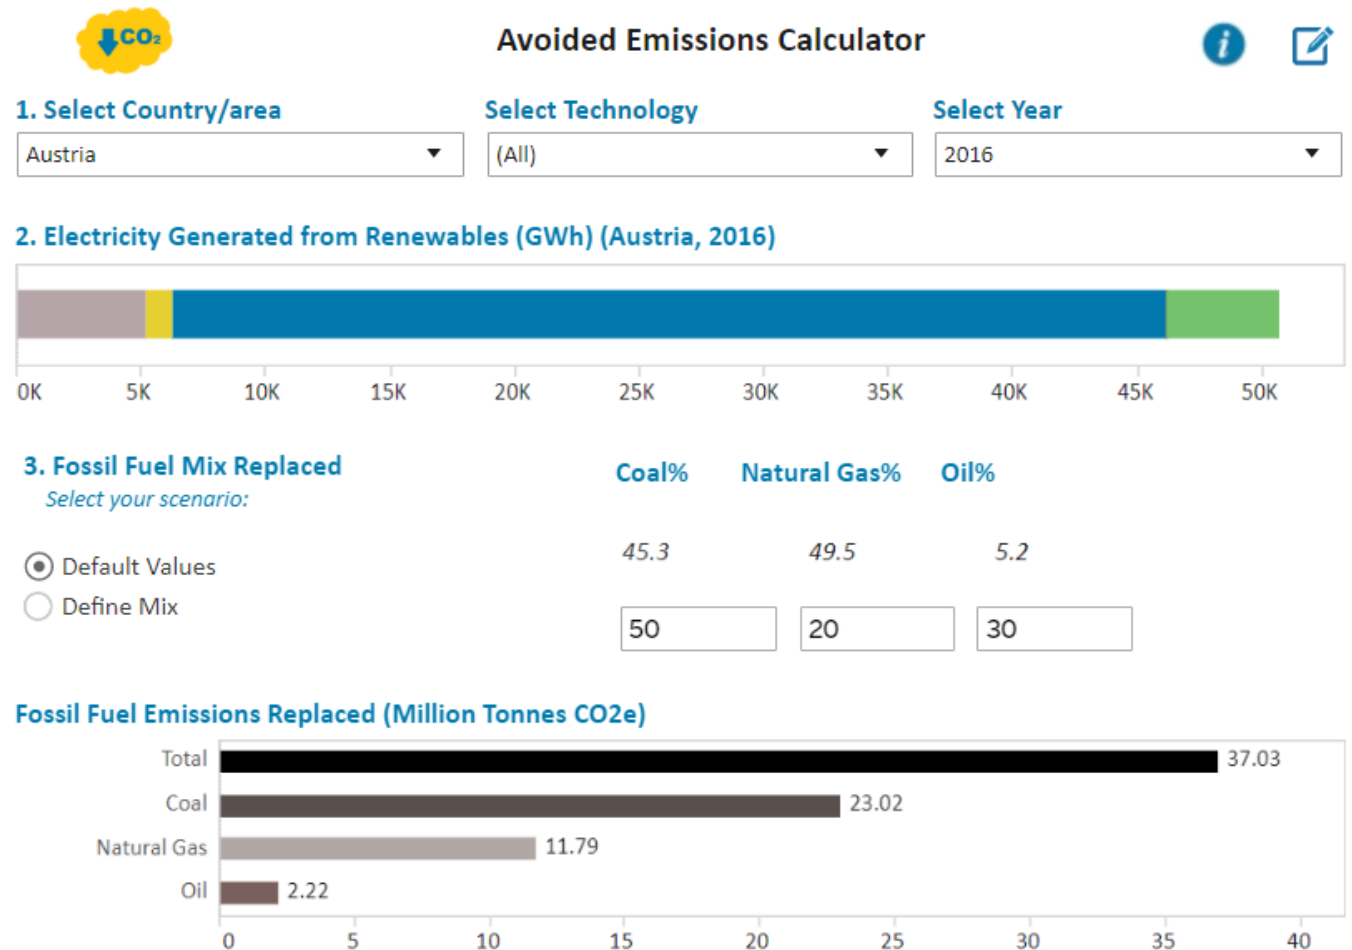 CO₂
Avoided Emissions Calculator
i
1. Select Country/area Select Technology Select Year
Austria (All) 2016
2. Electricity Generated from Renewables (GWh) (Austria, 2016)
0K 5K 10K 15K 20K 25K 30K 35K 40K 45K 50K
3. Fossil Fuel Mix Replaced Coal% Natural Gas% Oil%
Select your scenario:
45.3 49.5 5.2
Default Values
Define Mix
50 20 30
Fossil Fuel Emissions Replaced (Million Tonnes CO2e)
Total 37.03
Coal 23.02
Natural Gas 11.79
Oil 2.22
0 5 10 15 20 25 30 35 40